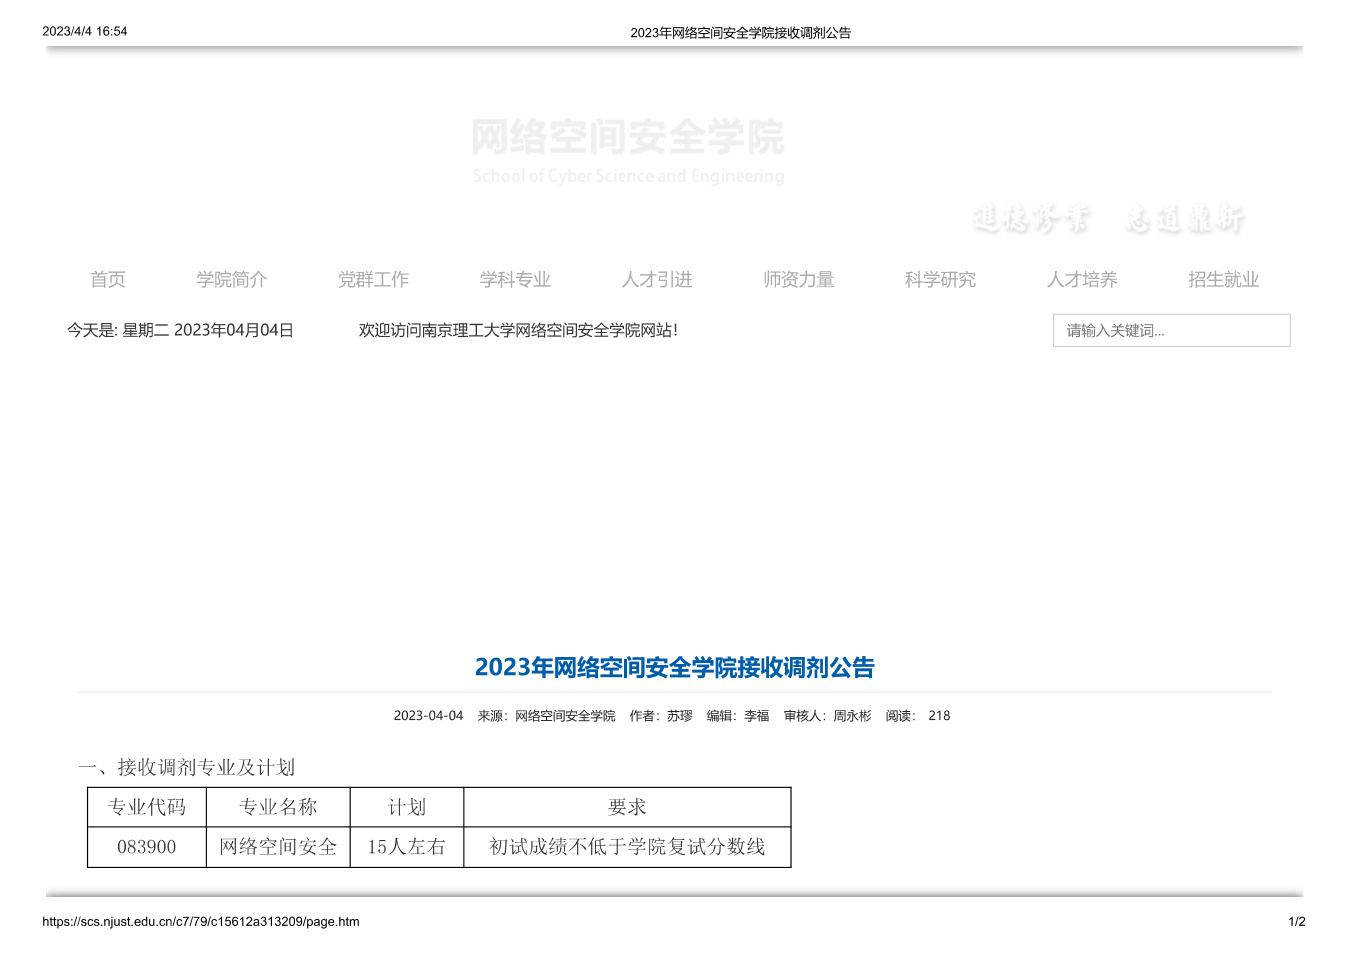 2023/4/4 16:54 2023年网络空间安全学院接收调剂公告
网络空间安全学院
School of Cyber Science and Engineering
進德修業 志道鼎新
首页 学院简介 党群工作 学科专业 人才引进 师资力量 科学研究 人才培养 招生就业
今天是: 星期二 2023年04月04日 欢迎访问南京理工大学网络空间安全学院网站! 请输入关键词...
2023年网络空间安全学院接收调剂公告
2023-04-04 来源：网络空间安全学院 作者：苏璆 编辑：李福 审核人：周永彬 阅读： 218
一、接收调剂专业及计划
专业代码 专业名称 计划 要求
083900 网络空间安全 15人左右 初试成绩不低于学院复试分数线
https://scs.njust.edu.cn/c7/79/c15612a313209/page.htm 1/2